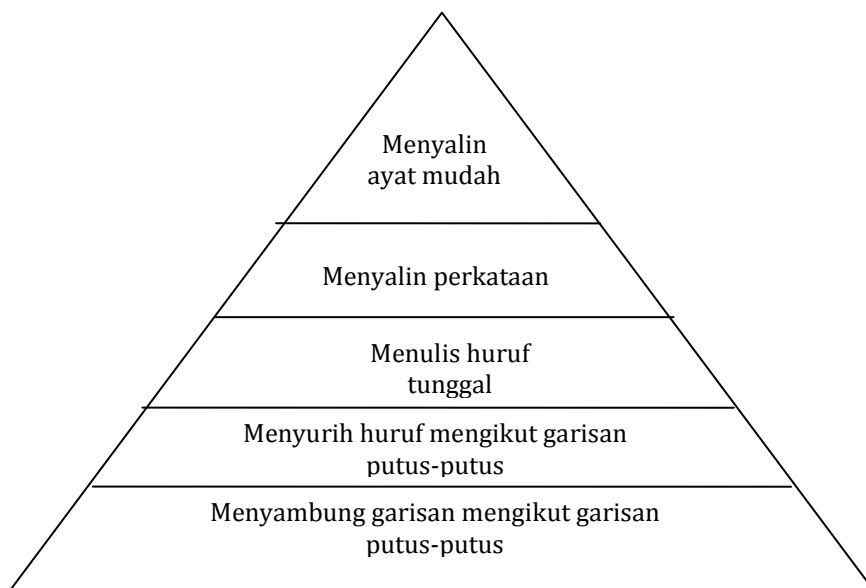 Menyalin
ayat mudah
Menyalin perkataan
Menulis huruf
tunggal
Menyurih huruf mengikut garisan
putus-putus
Menyambung garisan mengikut garisan
putus-putus